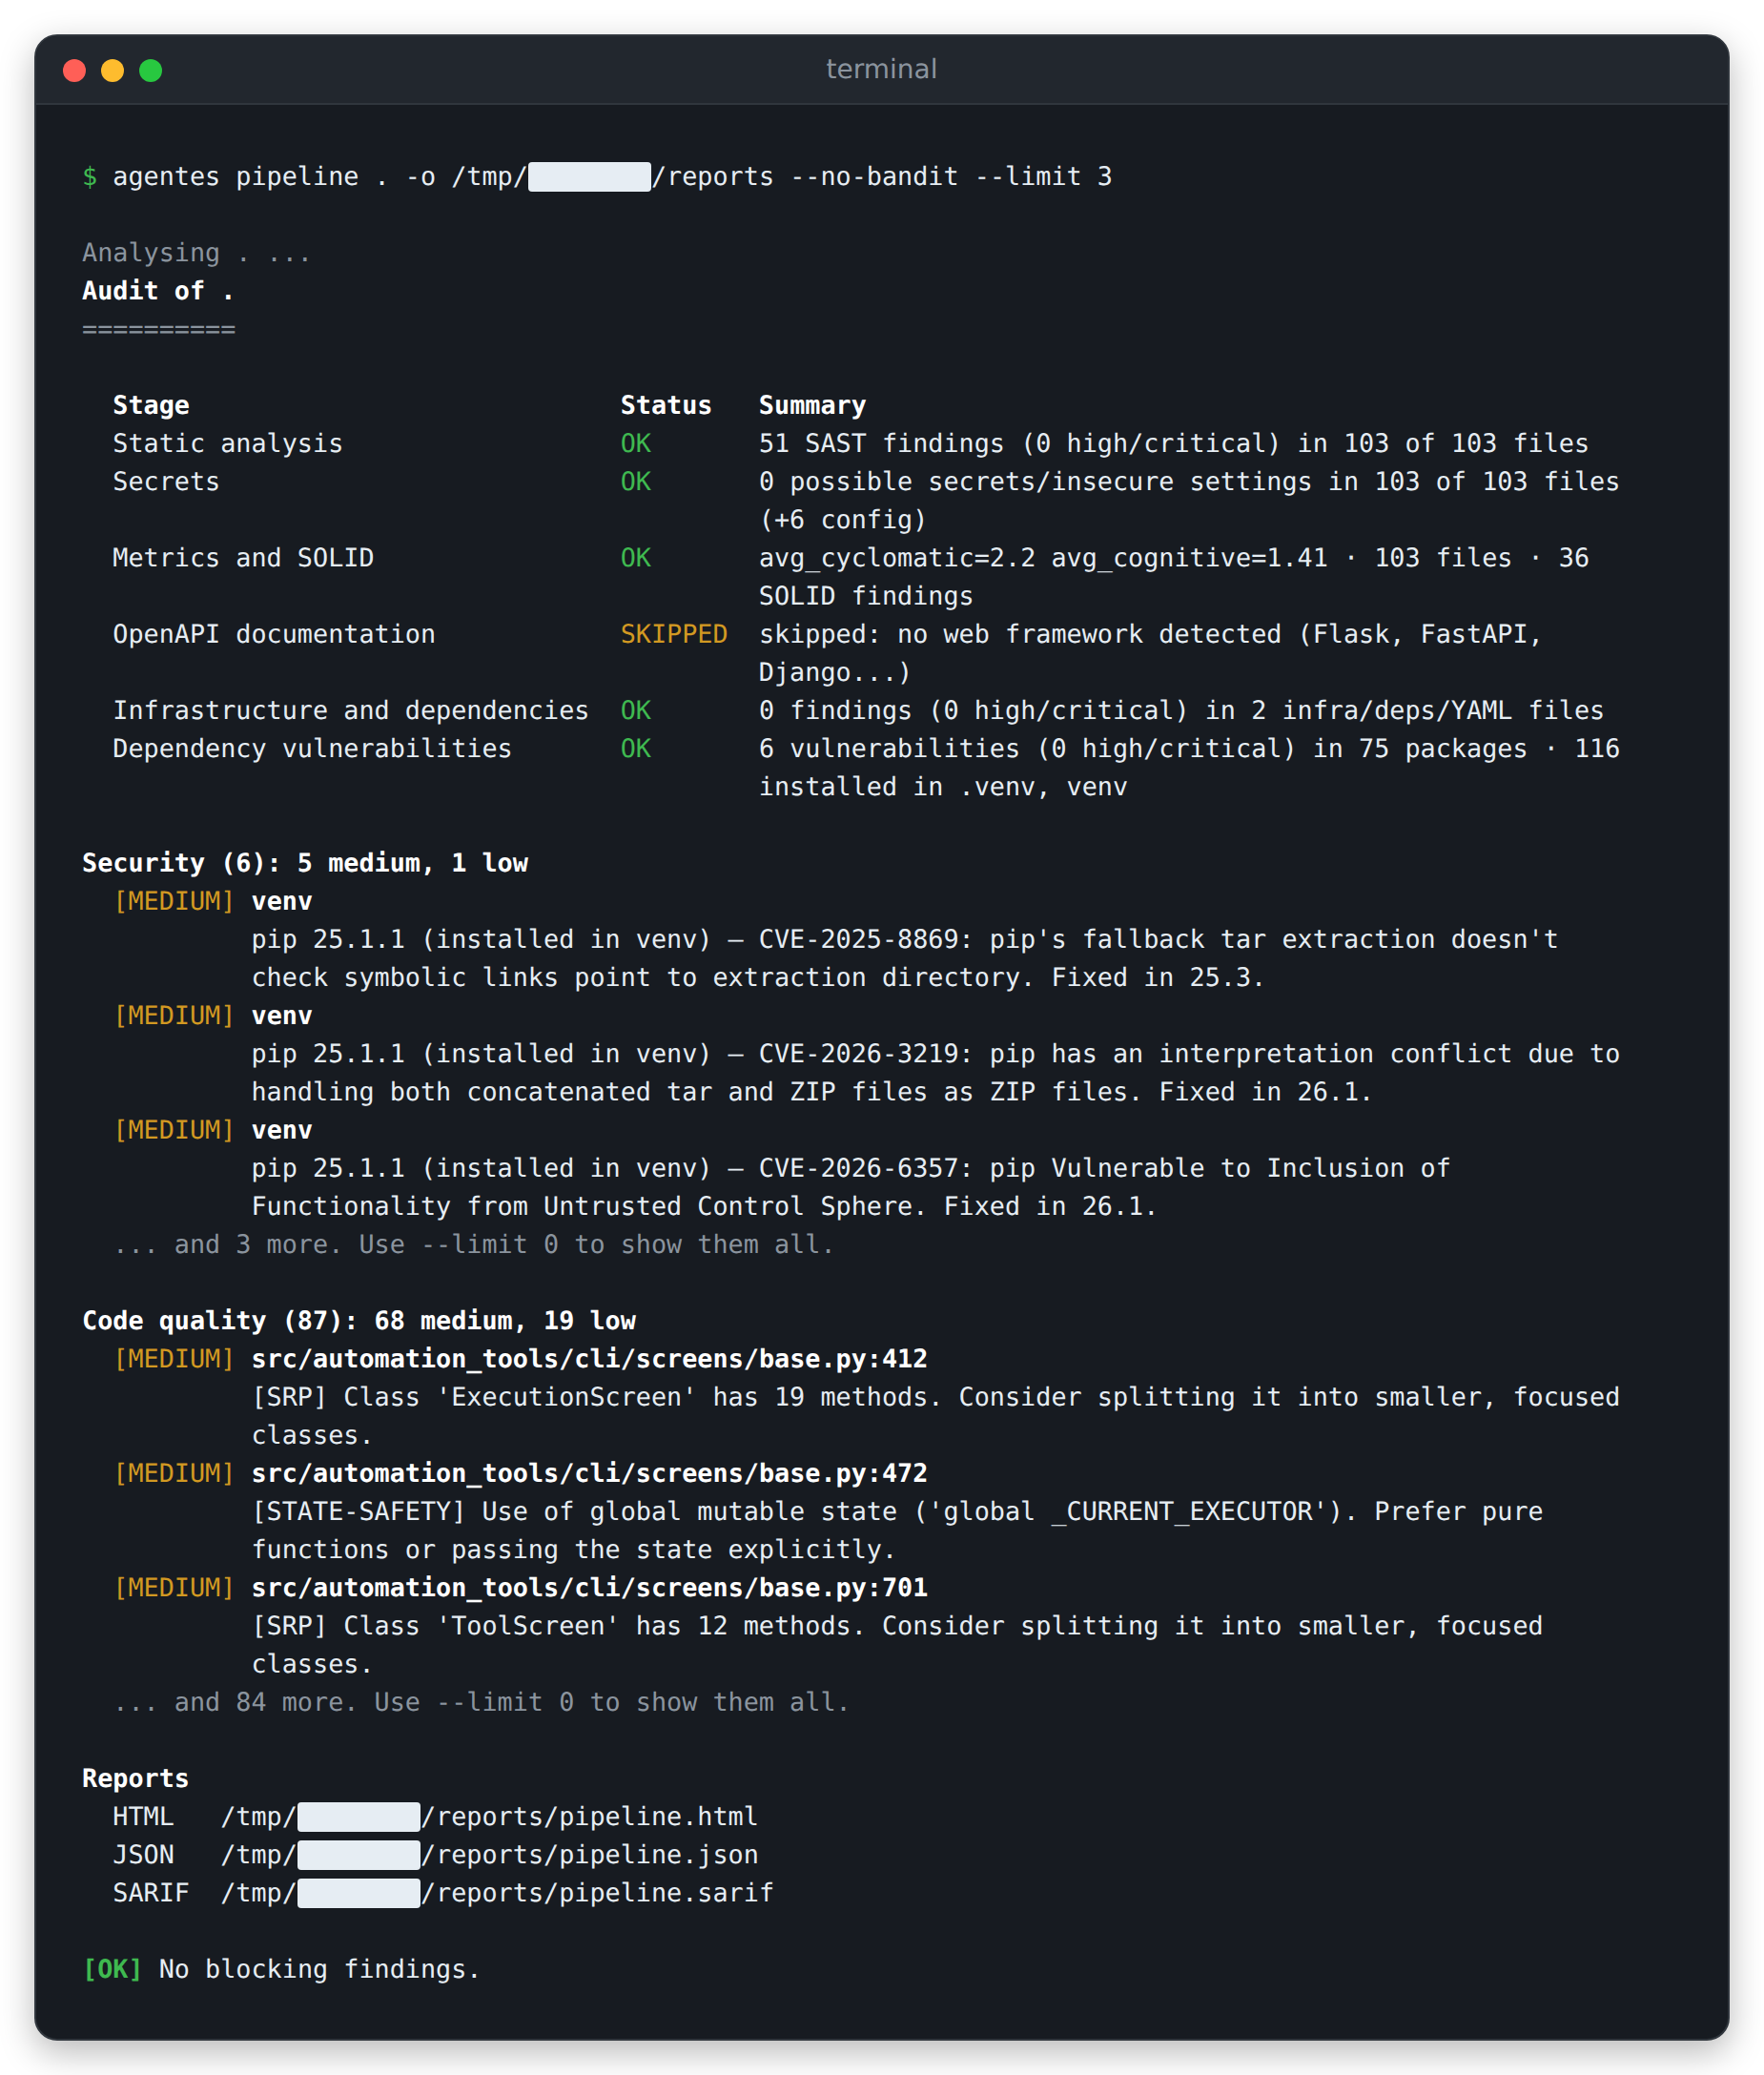 terminal
$ agentes pipeline . -o /tmp/ /reports --no-bandit --limit 3
Analysing . ...
Audit of .
==========
Stage Status Summary
Static analysis OK 51 SAST findings (0 high/critical) in 103 of 103 files
Secrets OK 0 possible secrets/insecure settings in 103 of 103 files
(+6 config)
Metrics and SOLID OK avg_cyclomatic=2.2 avg_cognitive=1.41 · 103 files · 36
SOLID findings
OpenAPI documentation SKIPPED skipped: no web framework detected (Flask, FastAPI,
Django...)
Infrastructure and dependencies OK 0 findings (0 high/critical) in 2 infra/deps/YAML files
Dependency vulnerabilities OK 6 vulnerabilities (0 high/critical) in 75 packages · 116
installed in .venv, venv
Security (6): 5 medium, 1 low
[MEDIUM] venv
pip 25.1.1 (installed in venv) — CVE-2025-8869: pip's fallback tar extraction doesn't
check symbolic links point to extraction directory. Fixed in 25.3.
[MEDIUM] venv
pip 25.1.1 (installed in venv) — CVE-2026-3219: pip has an interpretation conflict due to
handling both concatenated tar and ZIP files as ZIP files. Fixed in 26.1.
[MEDIUM] venv
pip 25.1.1 (installed in venv) — CVE-2026-6357: pip Vulnerable to Inclusion of
Functionality from Untrusted Control Sphere. Fixed in 26.1.
... and 3 more. Use --limit 0 to show them all.
Code quality (87): 68 medium, 19 low
[MEDIUM] src/automation_tools/cli/screens/base.py:412
[SRP] Class 'ExecutionScreen' has 19 methods. Consider splitting it into smaller, focused
classes.
[MEDIUM] src/automation_tools/cli/screens/base.py:472
[STATE-SAFETY] Use of global mutable state ('global _CURRENT_EXECUTOR'). Prefer pure
functions or passing the state explicitly.
[MEDIUM] src/automation_tools/cli/screens/base.py:701
[SRP] Class 'ToolScreen' has 12 methods. Consider splitting it into smaller, focused
classes.
... and 84 more. Use --limit 0 to show them all.
Reports
HTML /tmp/ /reports/pipeline.html
JSON /tmp/ /reports/pipeline.json
SARIF /tmp/ /reports/pipeline.sarif
[OK] No blocking findings.